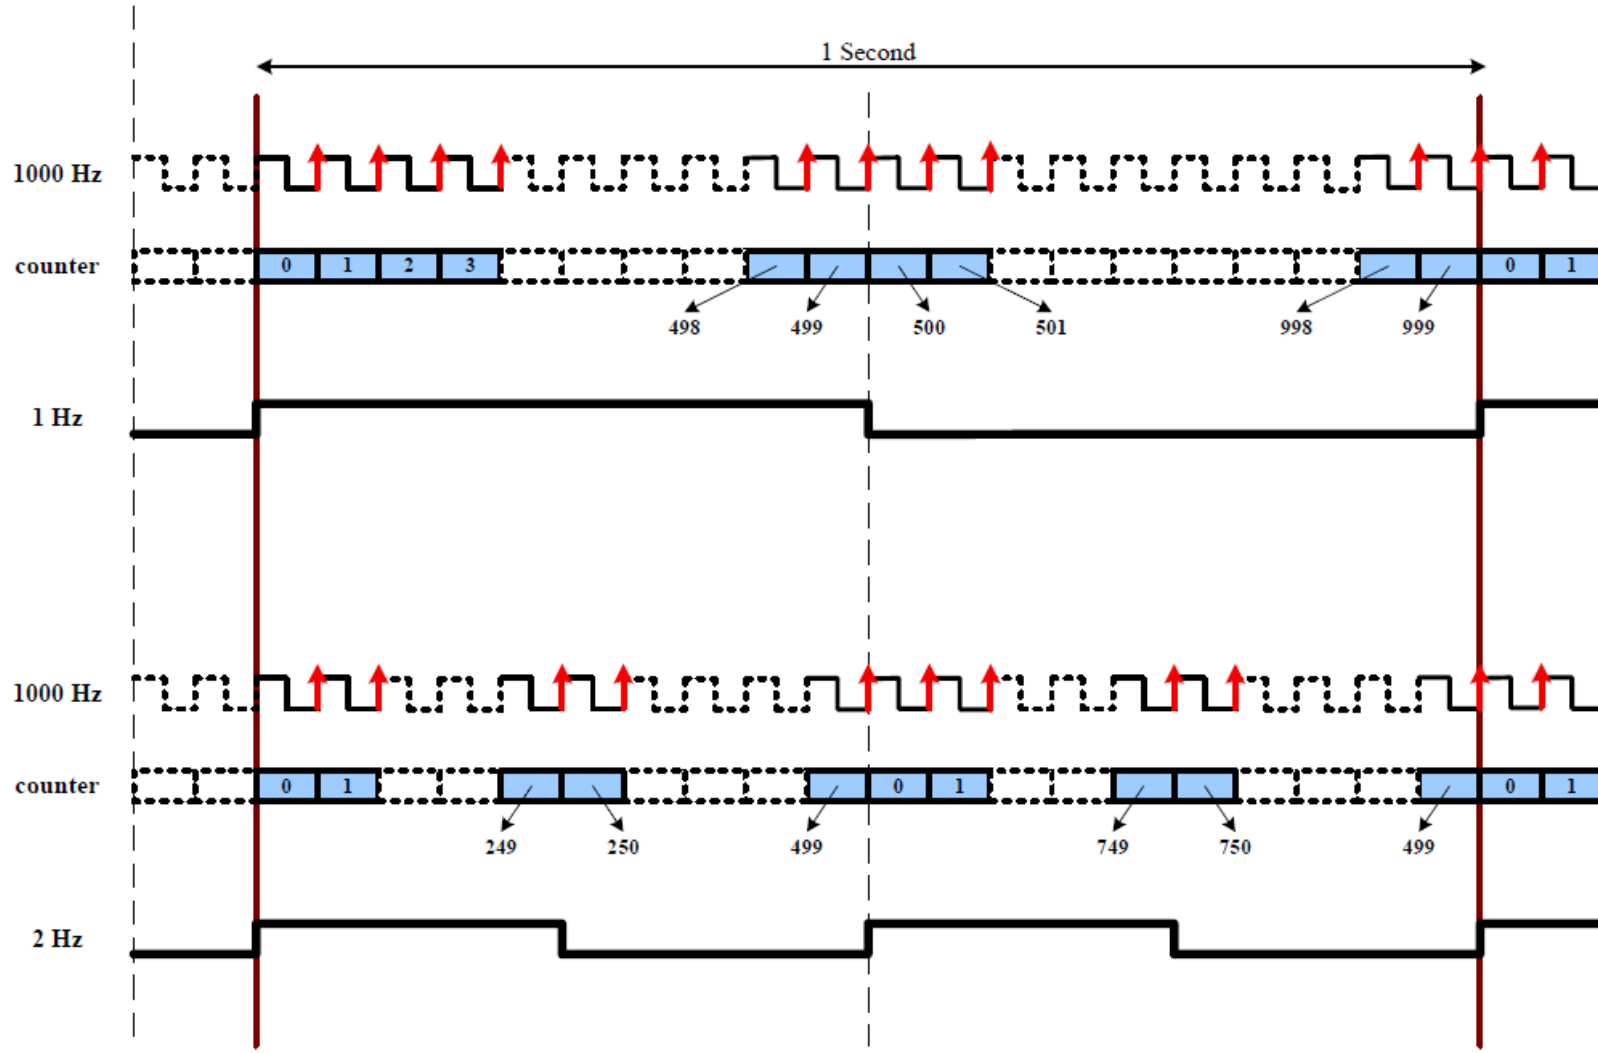 1 Second
1000 Hz
counter 0 1 2 3 0 1
498 499 500 501 998 999
1 Hz
1000 Hz
counter 0 1 0 1 0 1
249 250 499 749 750 499
2 Hz